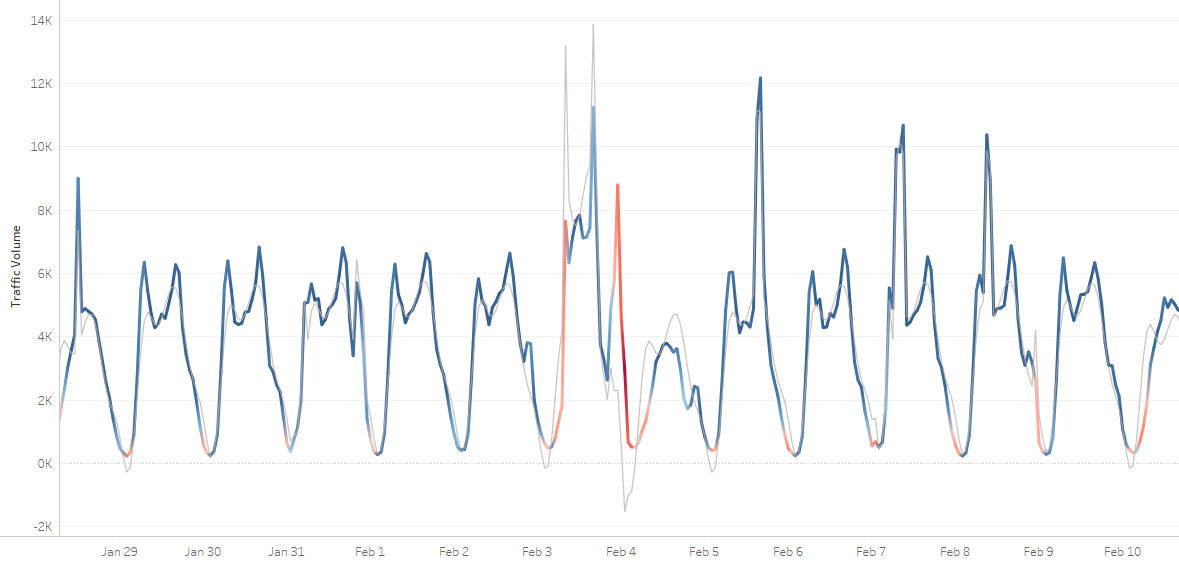 14K
12K
10K
8K
6K
4K
2K
0K
-2K
Traffic Volume
Jan 29
Jan 30
Jan 31
Feb 1
Feb 2
Feb 3
Feb 4
Feb 5
Feb 6
Feb 7
Feb 8
Feb 9
Feb 10